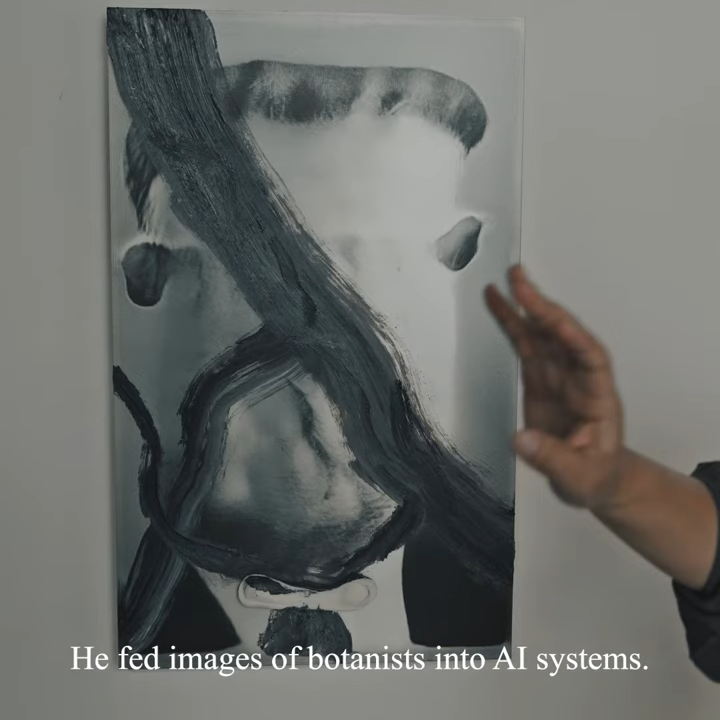 He fed images of botanists into AI systems.